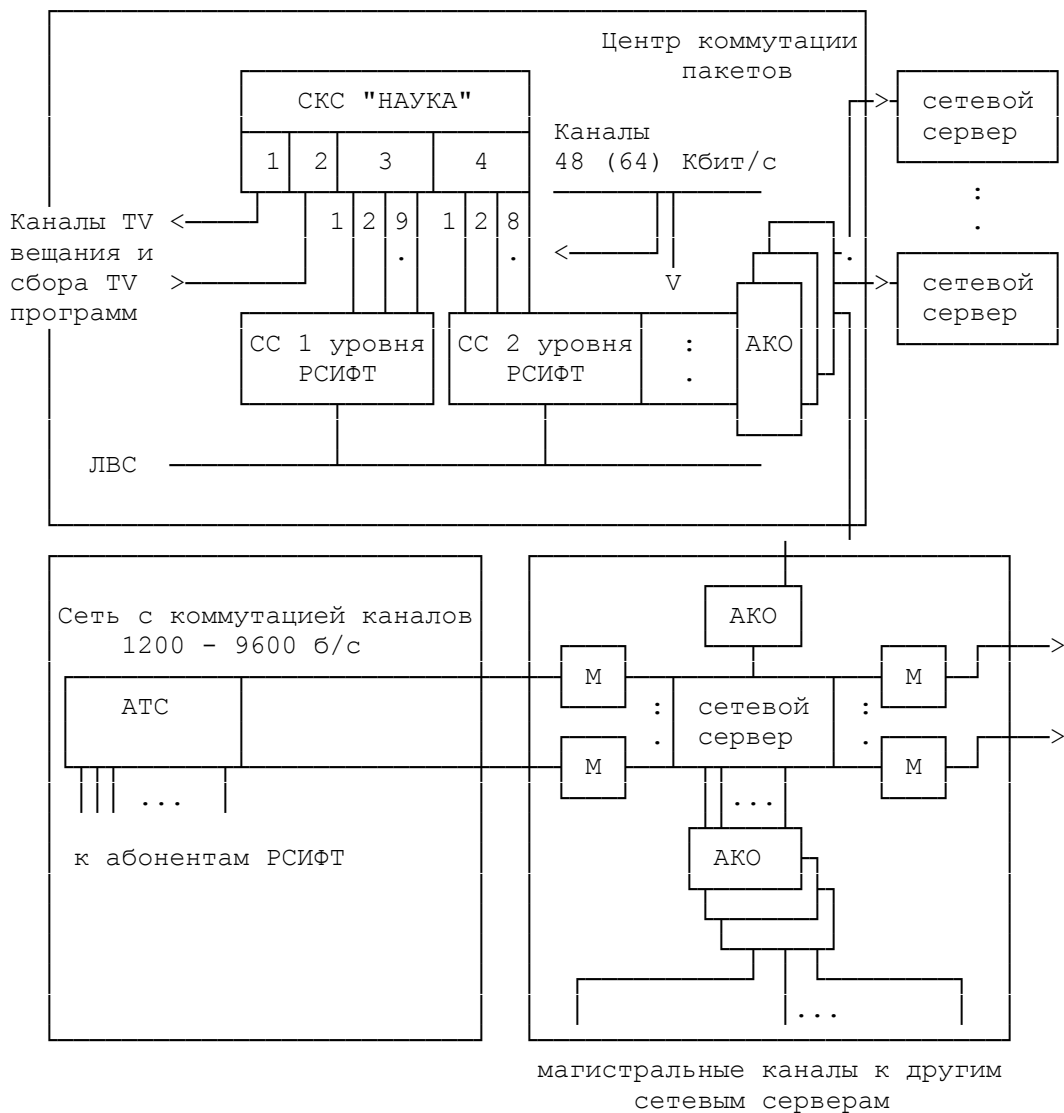 Центр коммутации
пакетов
СКС "НАУКА"
1 2 3 4
Каналы
48 (64) Кбит/с
сетевой
сервер
:
.
1 2 9 1 2 8
. .
Каналы TV <
вещания и
сбора TV >
программ
<
V
>
.
>
сетевой
сервер
СС 1 уровня
РСИФТ
СС 2 уровня
РСИФТ
:
.
АКО
ЛВС
Сеть с коммутацией каналов
1200 - 9600 б/с
АТС
...
к абонентам РСИФТ
АКО
М
:
.
М
сетевой
сервер
М
:
.
М
>
>
...
АКО
...
магистральные каналы к другим
сетевым серверам